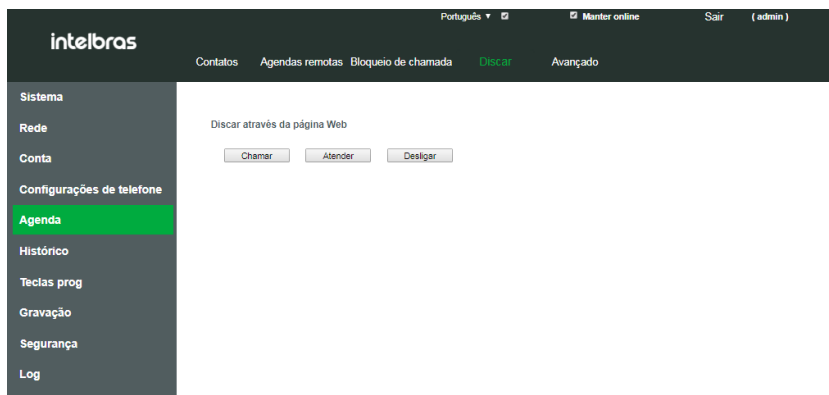 Português ▼ Manter online Sair ( admin )
intelbras
Contatos Agendas remotas Bloqueio de chamada Discar Avançado
Sistema
Rede
Conta
Configurações de telefone
Agenda
Histórico
Teclas prog
Gravação
Segurança
Log
Discar através da página Web
Chamar Atender Desligar